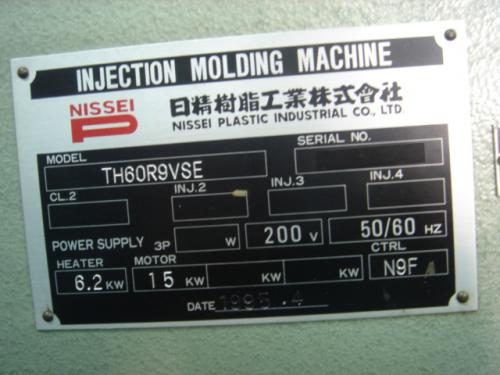 INJECTION MOLDING MACHINE
NISSEI 日精樹脂工業株式會社
P NISSEI PLASTIC INDUSTRIAL CO., LTD.
MODEL TH60R9VSE SERIAL NO.
CL.2 INJ.2 INJ.3 INJ.4
POWER SUPPLY 3P W 200 V 50/60 HZ
HEATER MOTOR CTRL
6.2 KW 15 KW KW KW N9F
DATE 1995.4